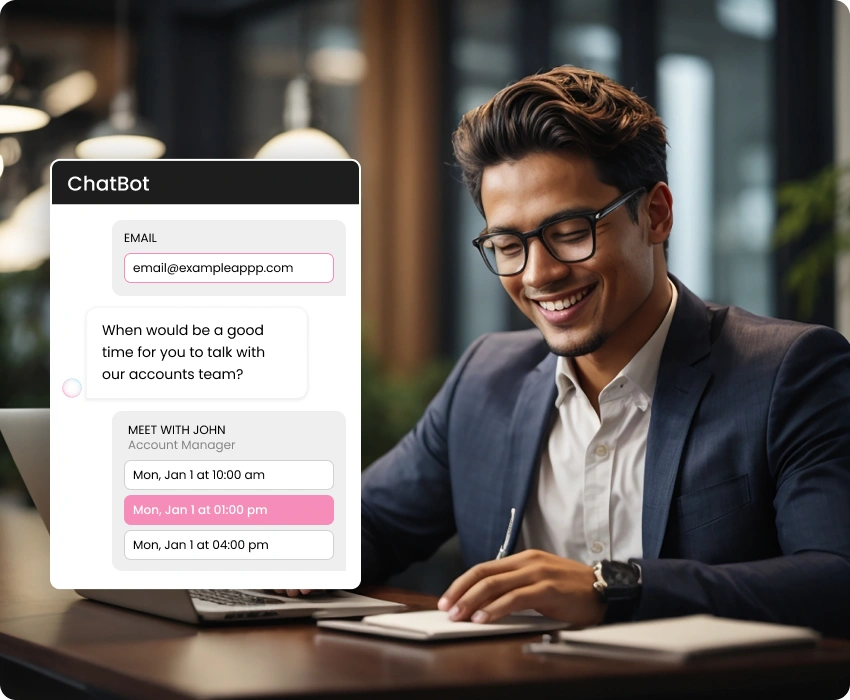 ChatBot
EMAIL
email@exampleappp.com
When would be a good
time for you to talk with
our accounts team?
MEET WITH JOHN
Account Manager
Mon, Jan 1 at 10:00 am
Mon, Jan 1 at 01:00 pm
Mon, Jan 1 at 04:00 pm